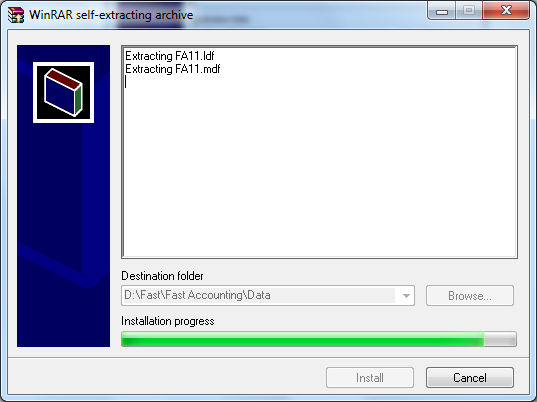 WinRAR self-extracting archive
Extracting FA11.ldf
Extracting FA11.mdf
Destination folder
D:\Fast\Fast Accounting\Data
Browse...
Installation progress
Install
Cancel